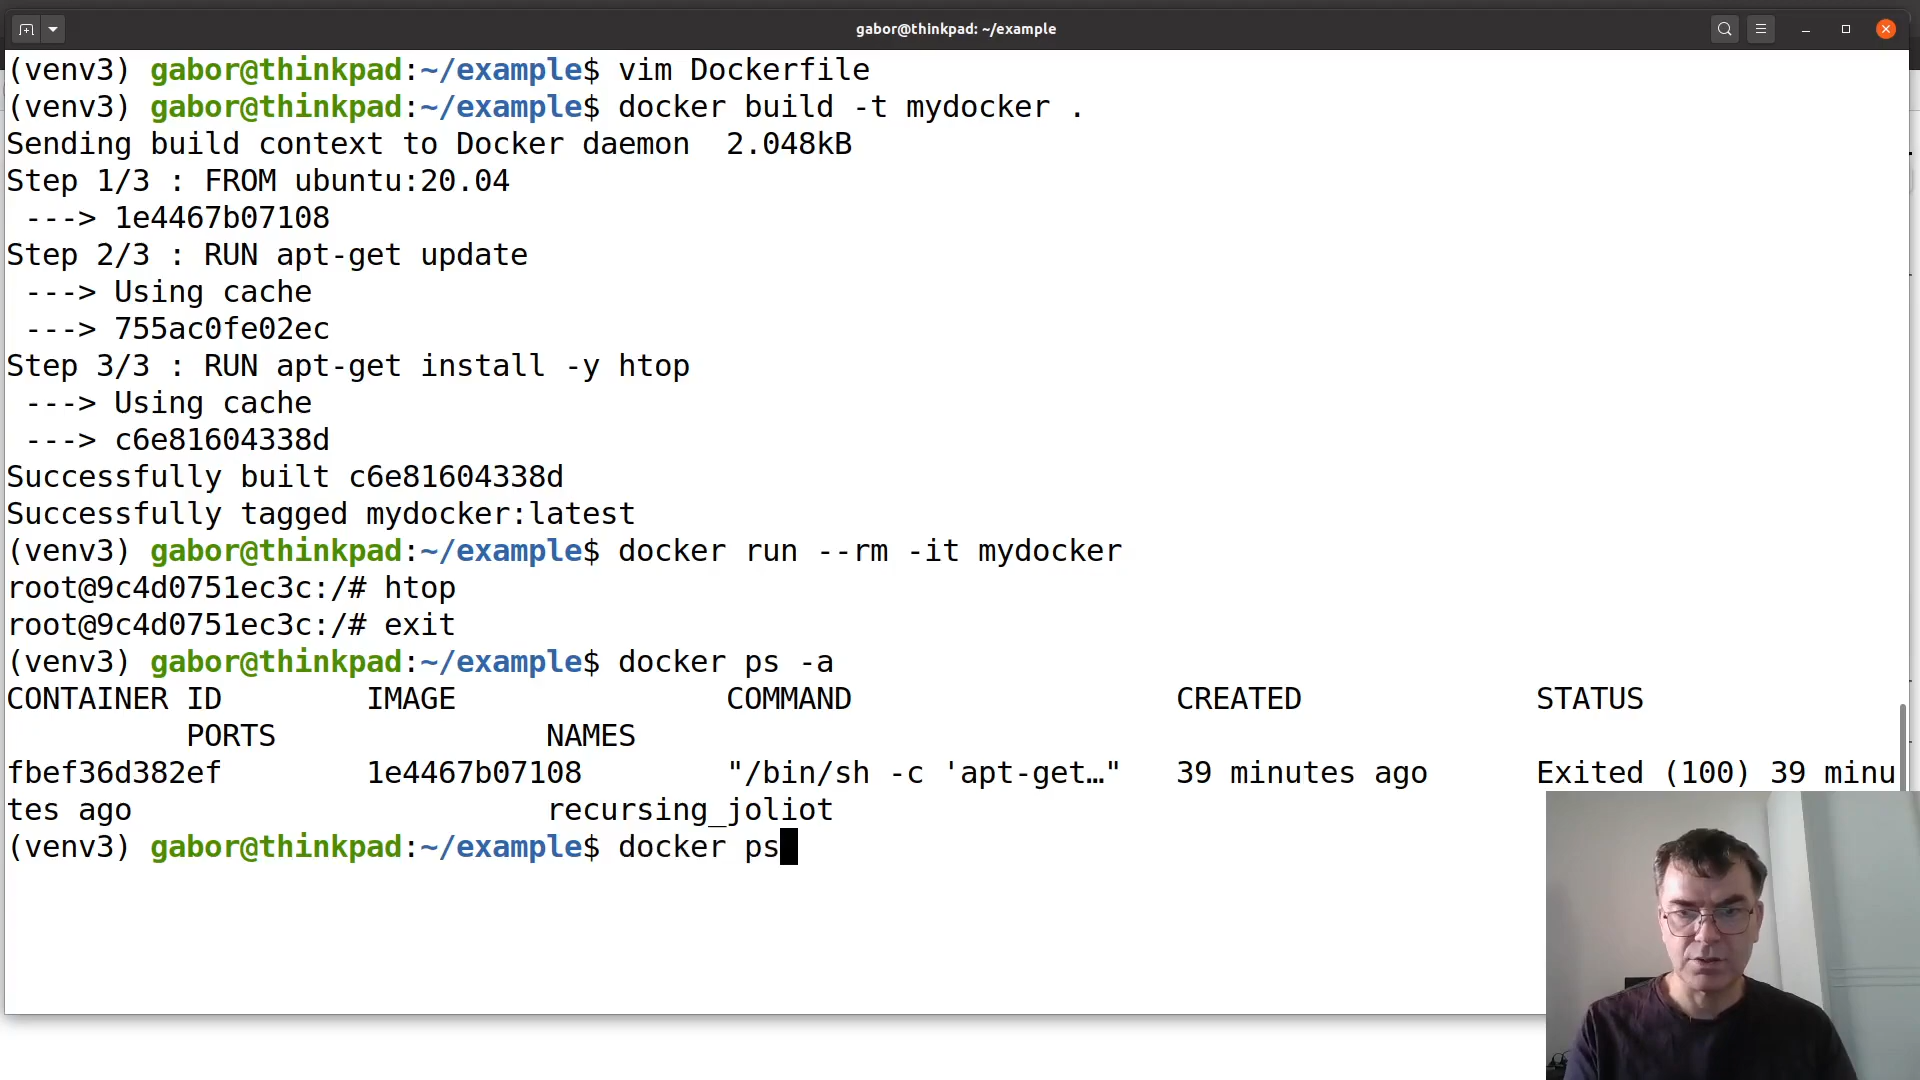 gabor@thinkpad: ~/example
(venv3) gabor@thinkpad:~/example$ vim Dockerfile
(venv3) gabor@thinkpad:~/example$ docker build -t mydocker .
Sending build context to Docker daemon  2.048kB
Step 1/3 : FROM ubuntu:20.04
 ---> 1e4467b07108
Step 2/3 : RUN apt-get update
 ---> Using cache
 ---> 755ac0fe02ec
Step 3/3 : RUN apt-get install -y htop
 ---> Using cache
 ---> c6e81604338d
Successfully built c6e81604338d
Successfully tagged mydocker:latest
(venv3) gabor@thinkpad:~/example$ docker run --rm -it mydocker
root@9c4d0751ec3c:/# htop
root@9c4d0751ec3c:/# exit
(venv3) gabor@thinkpad:~/example$ docker ps -a
CONTAINER ID        IMAGE               COMMAND                  CREATED             STATUS
          PORTS               NAMES
fbef36d382ef        1e4467b07108        "/bin/sh -c 'apt-get…"   39 minutes ago      Exited (100) 39 minu
tes ago                       recursing_joliot
(venv3) gabor@thinkpad:~/example$ docker ps